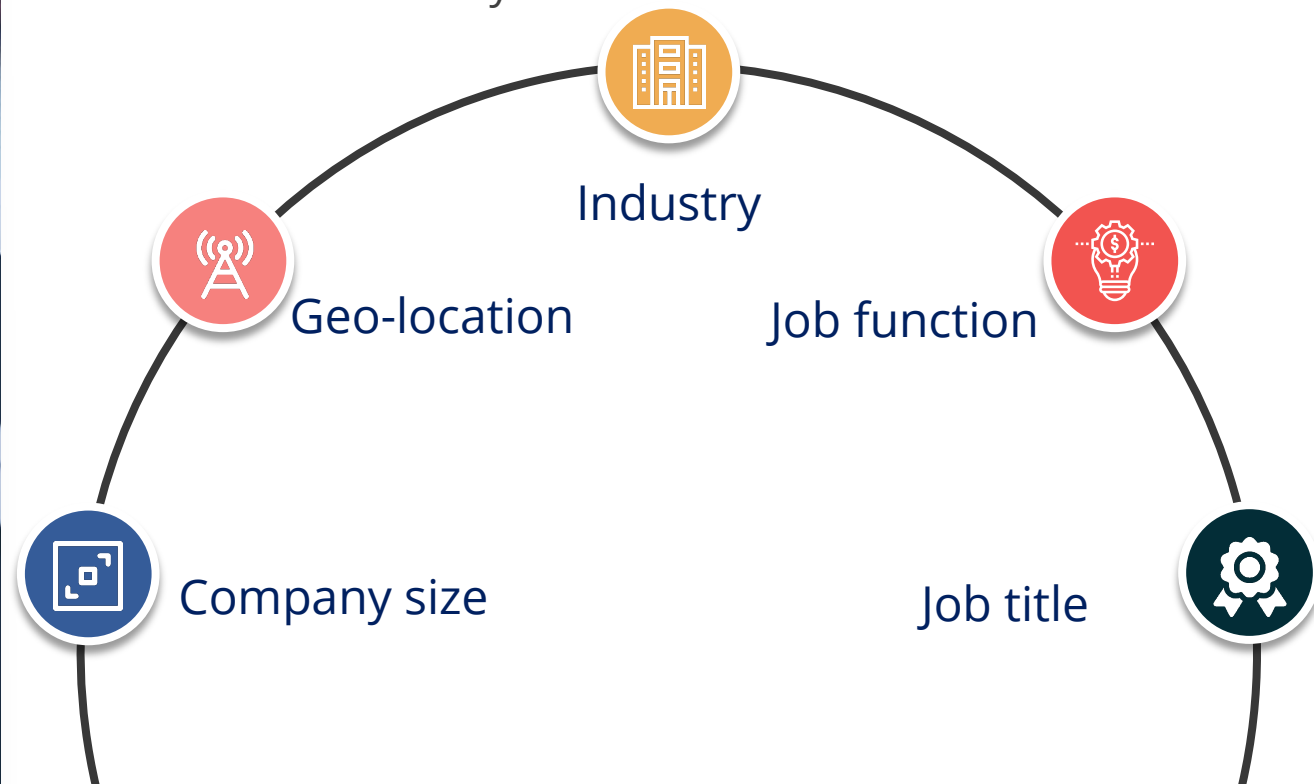 Industry
Geo-location
Job function
Company size
Job title